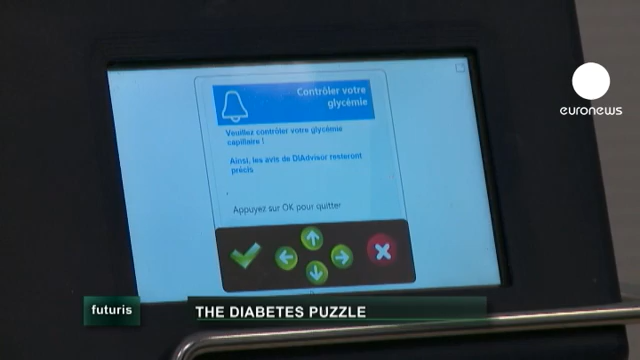 Contrôler votre
glycémie
Veuillez contrôler votre glycémie
capillaire !
Ainsi, les avis de DIAdvisor resteront
précis
Appuyez sur OK pour quitter
euronews
futuris
THE DIABETES PUZZLE